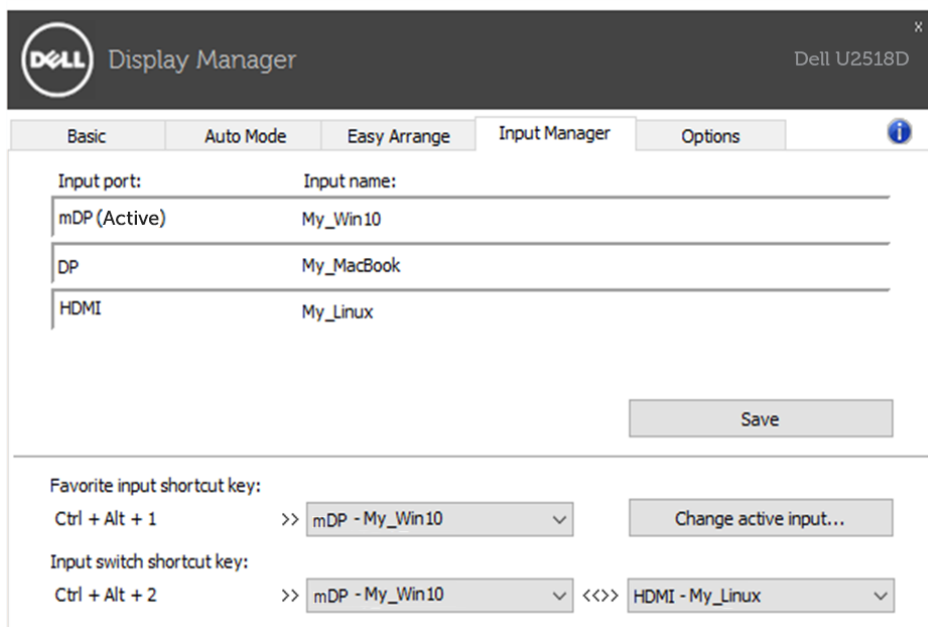 DELL Display Manager
Dell U2518D
x
Basic Auto Mode Easy Arrange Input Manager Options i
Input port: Input name:
mDP (Active) My_Win10
DP My_MacBook
HDMI My_Linux
Save
Favorite input shortcut key:
Ctrl + Alt + 1 >> mDP - My_Win10 Change active input...
Input switch shortcut key:
Ctrl + Alt + 2 >> mDP - My_Win10 <<>> HDMI - My_Linux